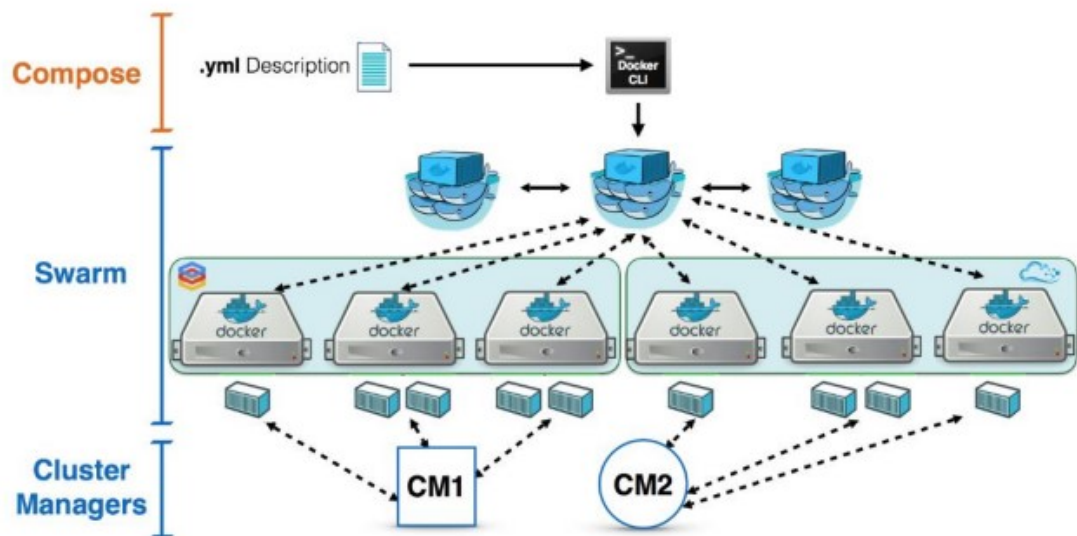 Compose
.yml Description
>_
Docker
CLI
Swarm
docker
docker
docker
docker
docker
docker
Cluster
Managers
CM1
CM2